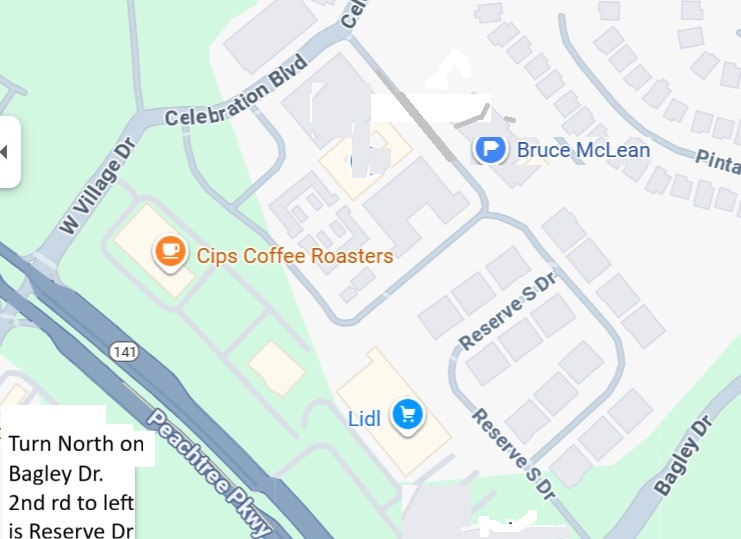 Cel
Celebration Blvd
W Village Dr
Bruce McLean
Pinta
Cips Coffee Roasters
Reserve S Dr
141
Lidl
Peachtree Pkwy
Reserve S Dr
Bagley Dr
Turn North on
Bagley Dr.
2nd rd to left
is Reserve Dr